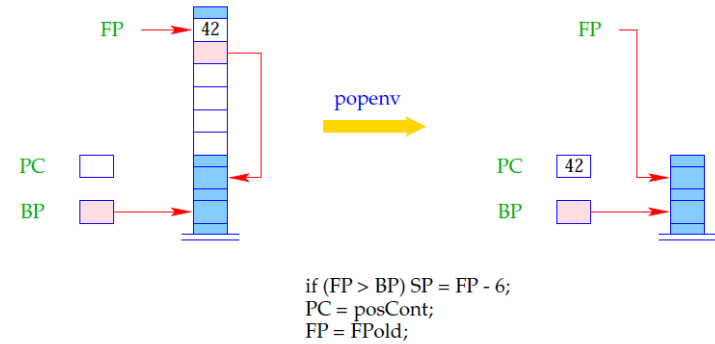 FP
42
FP
popenv
PC
PC
42
BP
BP
if (FP > BP) SP = FP - 6;
PC = posCont;
FP = FPold;